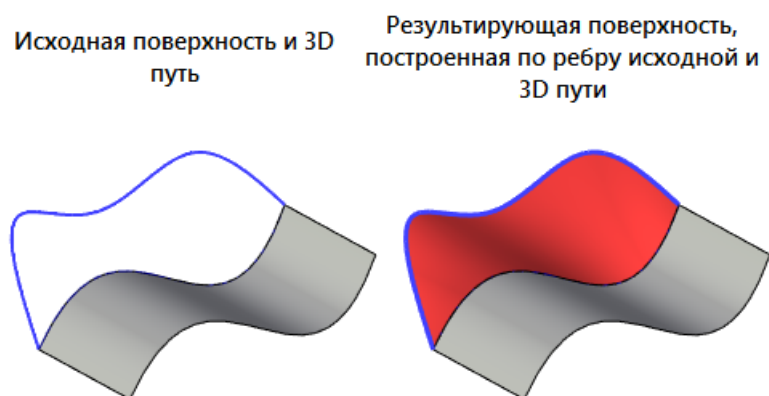 Исходная поверхность и 3D
путь
Результирующая поверхность,
построенная по ребру исходной и
3D пути